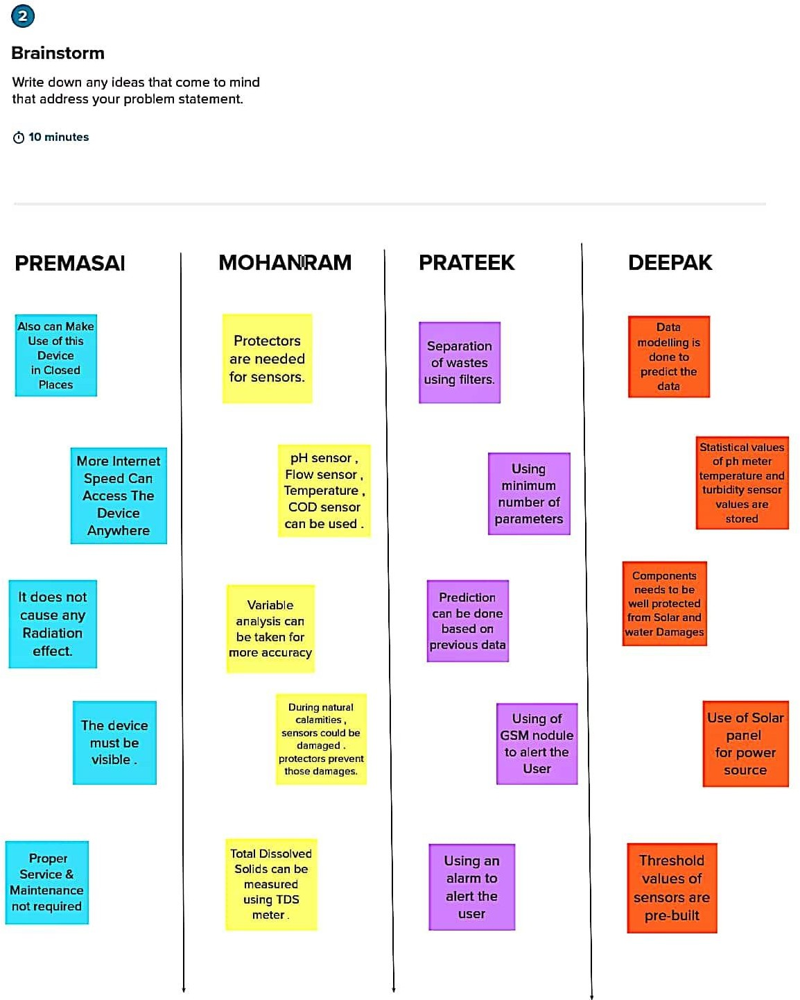 2
Brainstorm
Write down any ideas that come to mind
that address your problem statement.
10 minutes
PREMASAI
Also can Make
Use of this
Device
in Closed
Places
More Internet
Speed Can
Access The
Device
Anywhere
It does not
cause any
Radiation
effect.
The device
must be
visible .
Proper
Service &
Maintenance
not required
MOHANRAM
Protectors
are needed
for sensors.
pH sensor ,
Flow sensor ,
Temperature ,
COD sensor
can be used .
Variable
analysis can
be taken for
more accuracy
During natural
calamities ,
sensors could be
damaged .
protectors prevent
those damages.
Total Dissolved
Solids can be
measured
using TDS
meter .
PRATEEK
Separation
of wastes
using filters.
Using
minimum
number of
parameters
Prediction
can be done
based on
previous data
Using of
GSM nodule
to alert the
User
Using an
alarm to
alert the
user
DEEPAK
Data
modelling is
done to
predict the
data
Statistical values
of ph meter
temperature and
turbidity sensor
values are
stored
Components
needs to be
well protected
from Solar and
water Damages
Use of Solar
panel
for power
source
Threshold
values of
sensors are
pre-built